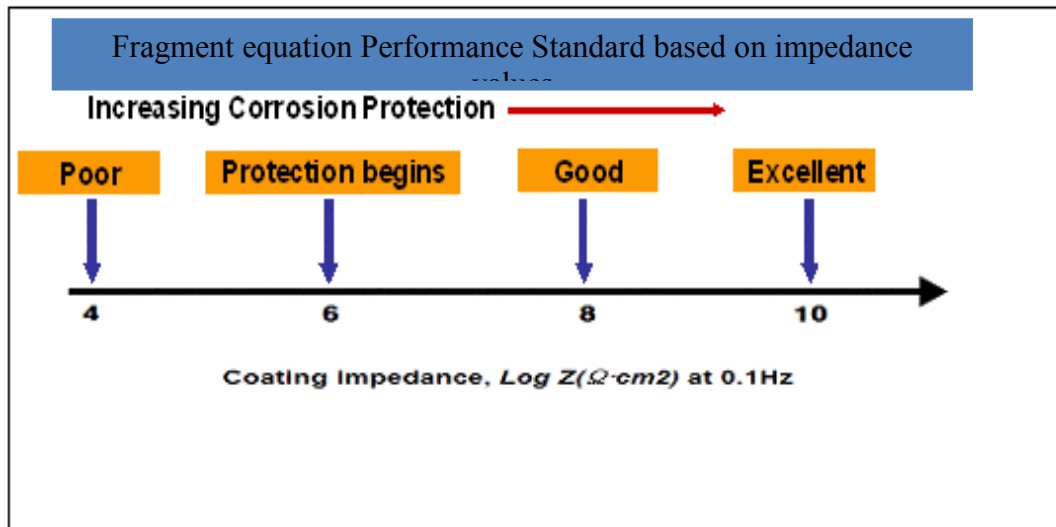 Fragment equation Performance Standard based on impedance
values
Increasing Corrosion Protection
Poor Protection begins Good Excellent
4 6 8 10
Coating Impedance, Log Z(Ω·cm2) at 0.1Hz